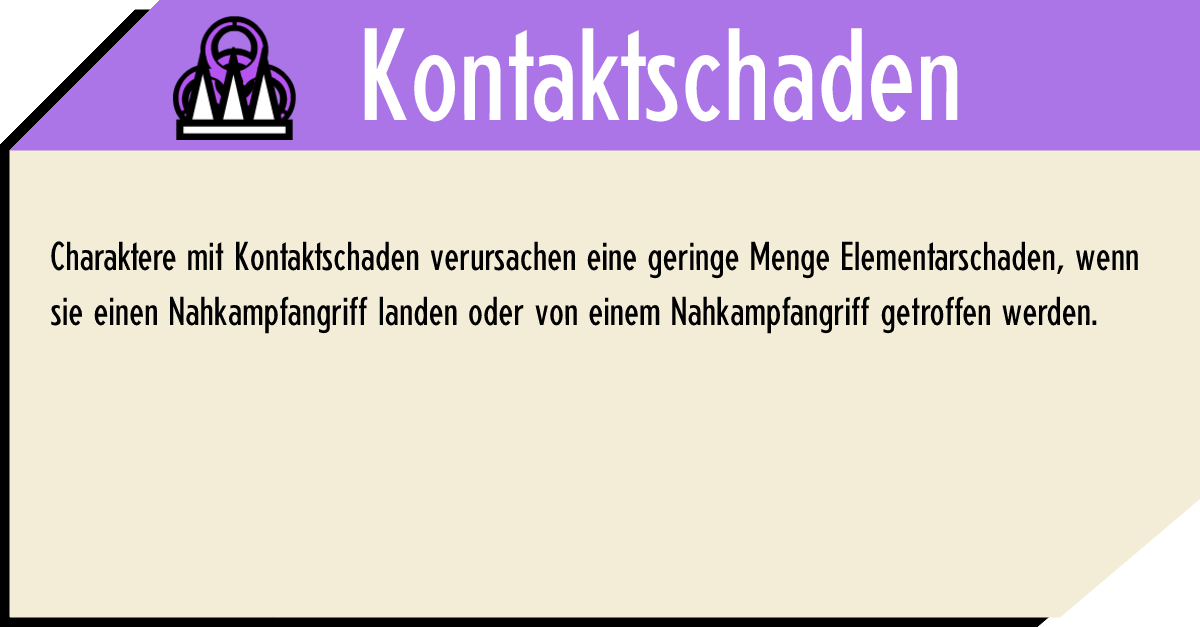 Kontaktschaden
Charaktere mit Kontaktschaden verursachen eine geringe Menge Elementarschaden, wenn
sie einen Nahkampfangriff landen oder von einem Nahkampfangriff getroffen werden.